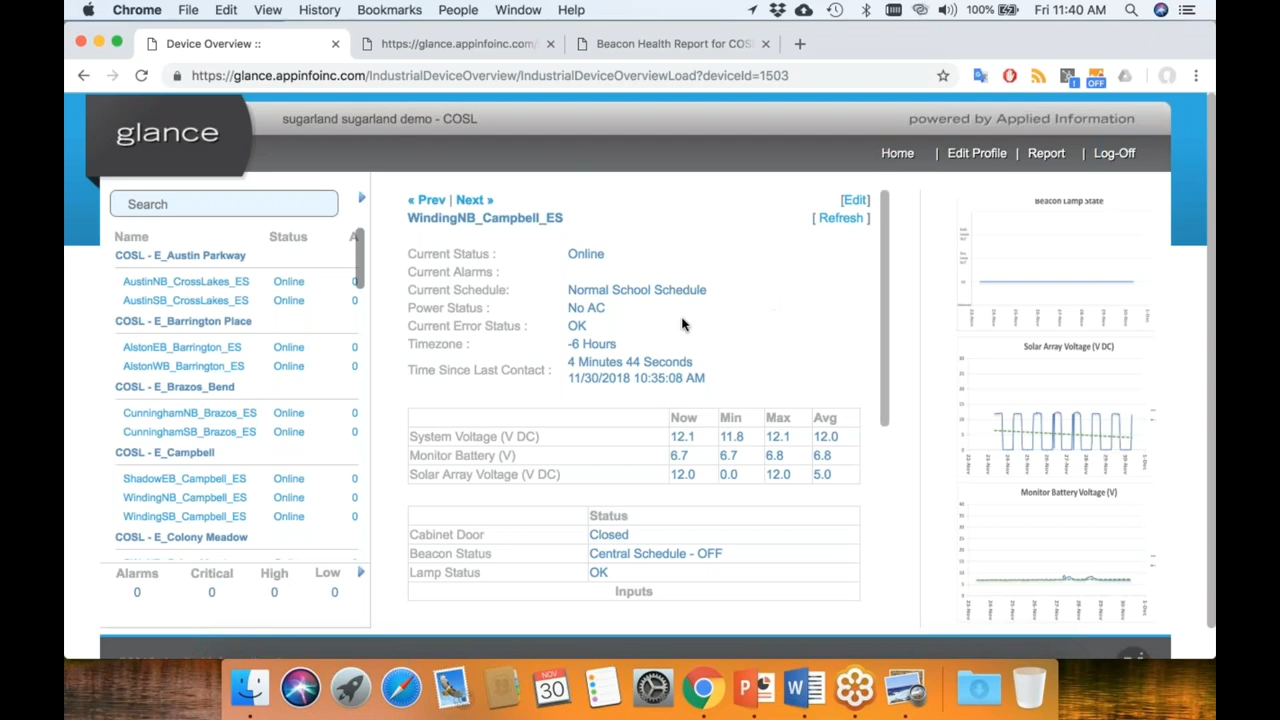 Chrome File Edit View History Bookmarks People Window Help 100% Fri 11:40 AM
Device Overview ::
https://glance.appinfoinc.com/
Beacon Health Report for COS
https://glance.appinfoinc.com/IndustrialDeviceOverview/IndustrialDeviceOverviewLoad?deviceId=1503
1
OFF
glance
sugarland sugarland demo - COSL
powered by Applied Information
Home | Edit Profile | Report | Log-Off
Search
Name Status A
COSL - E_Austin Parkway
AustinNB_CrossLakes_ES Online 0
AustinSB_CrossLakes_ES Online 0
COSL - E_Barrington Place
AlstonEB_Barrington_ES Online 0
AlstonWB_Barrington_ES Online 0
COSL - E_Brazos_Bend
CunninghamNB_Brazos_ES Online 0
CunninghamSB_Brazos_ES Online 0
COSL - E_Campbell
ShadowEB_Campbell_ES Online 0
WindingNB_Campbell_ES Online 0
WindingSB_Campbell_ES Online 0
COSL - E_Colony Meadow
Alarms Critical High Low
0 0 0 0
« Prev | Next » [Edit]
WindingNB_Campbell_ES [ Refresh ]
Current Status : Online
Current Alarms :
Current Schedule: Normal School Schedule
Power Status : No AC
Current Error Status : OK
Timezone : -6 Hours
Time Since Last Contact : 4 Minutes 44 Seconds
11/30/2018 10:35:08 AM
Now Min Max Avg
System Voltage (V DC) 12.1 11.8 12.1 12.0
Monitor Battery (V) 6.7 6.7 6.8 6.8
Solar Array Voltage (V DC) 12.0 0.0 12.0 5.0
Status
Cabinet Door Closed
Beacon Status Central Schedule - OFF
Lamp Status OK
Inputs
Beacon Lamp State
Solar Array Voltage (V DC)
Monitor Battery Voltage (V)
NOV
30